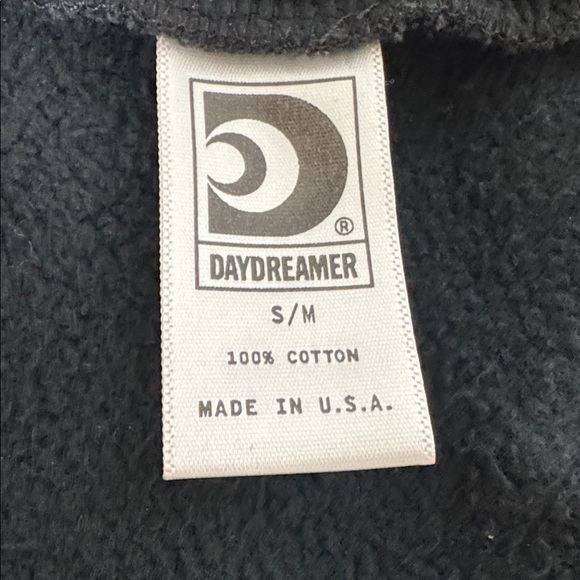 ®
DAYDREAMER
S/M
100% COTTON
MADE IN U.S.A.